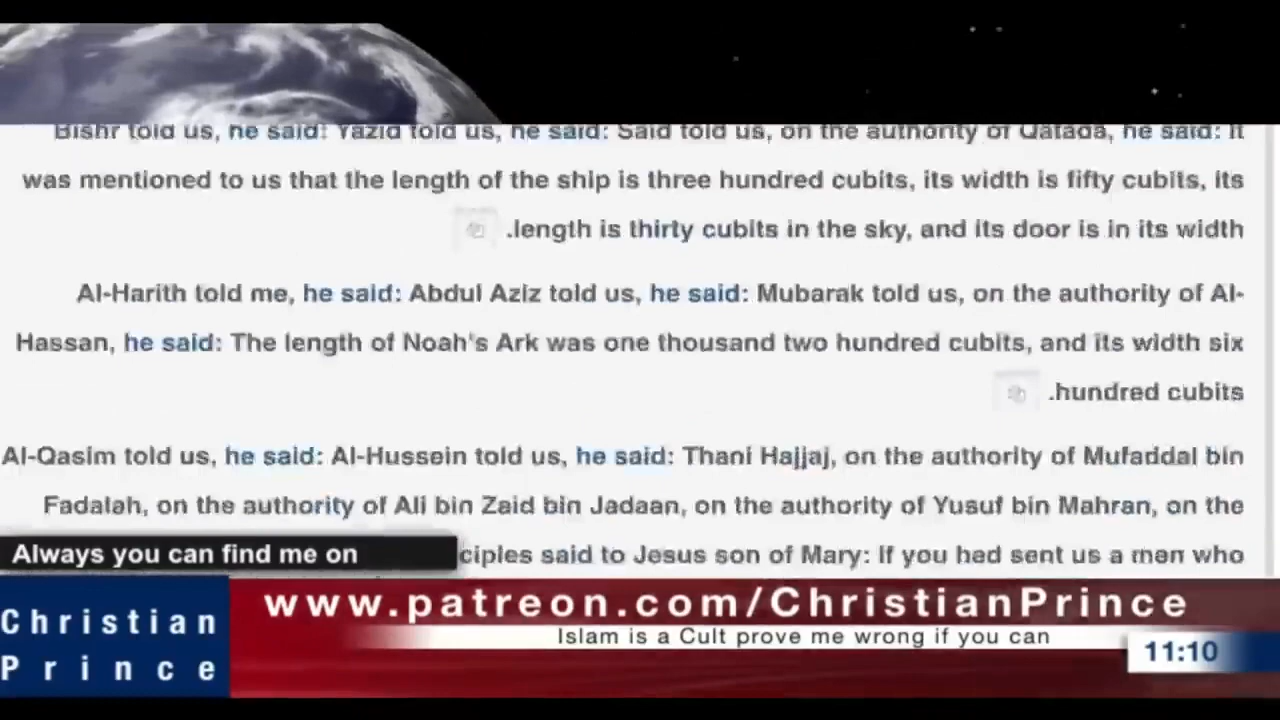 Bishr told us, he said: Yazid told us, he said: Said told us, on the authority of Qatada, he said: It
was mentioned to us that the length of the ship is three hundred cubits, its width is fifty cubits, its
.length is thirty cubits in the sky, and its door is in its width
Al-Harith told me, he said: Abdul Aziz told us, he said: Mubarak told us, on the authority of Al-
Hassan, he said: The length of Noah's Ark was one thousand two hundred cubits, and its width six
.hundred cubits
Al-Qasim told us, he said: Al-Hussein told us, he said: Thani Hajjaj, on the authority of Mufaddal bin
Fadalah, on the authority of Ali bin Zaid bin Jadaan, on the authority of Yusuf bin Mahran, on the
ciples said to Jesus son of Mary: If you had sent us a man who
Always you can find me on
www.patreon.com/ChristianPrince
Christian
Prince
Islam is a Cult prove me wrong if you can
11:10